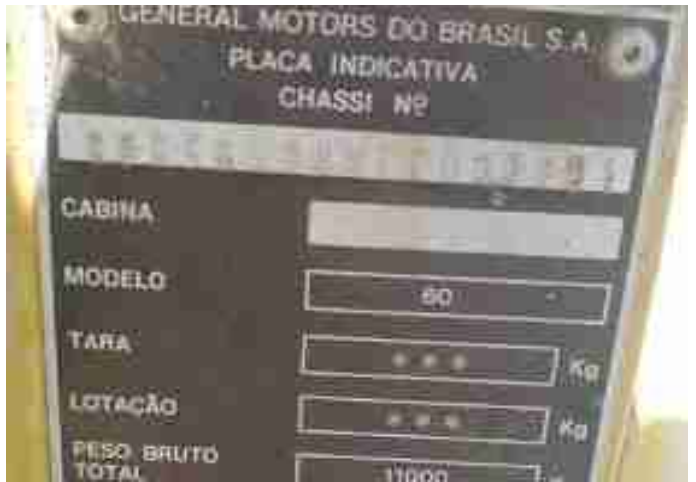 GENERAL MOTORS DO BRASIL S.A.
PLACA INDICATIVA
CHASSI Nº
CABINA
MODELO 60
TARA *** Kg
LOTAÇÃO *** Kg
PESO BRUTO
TOTAL 11000